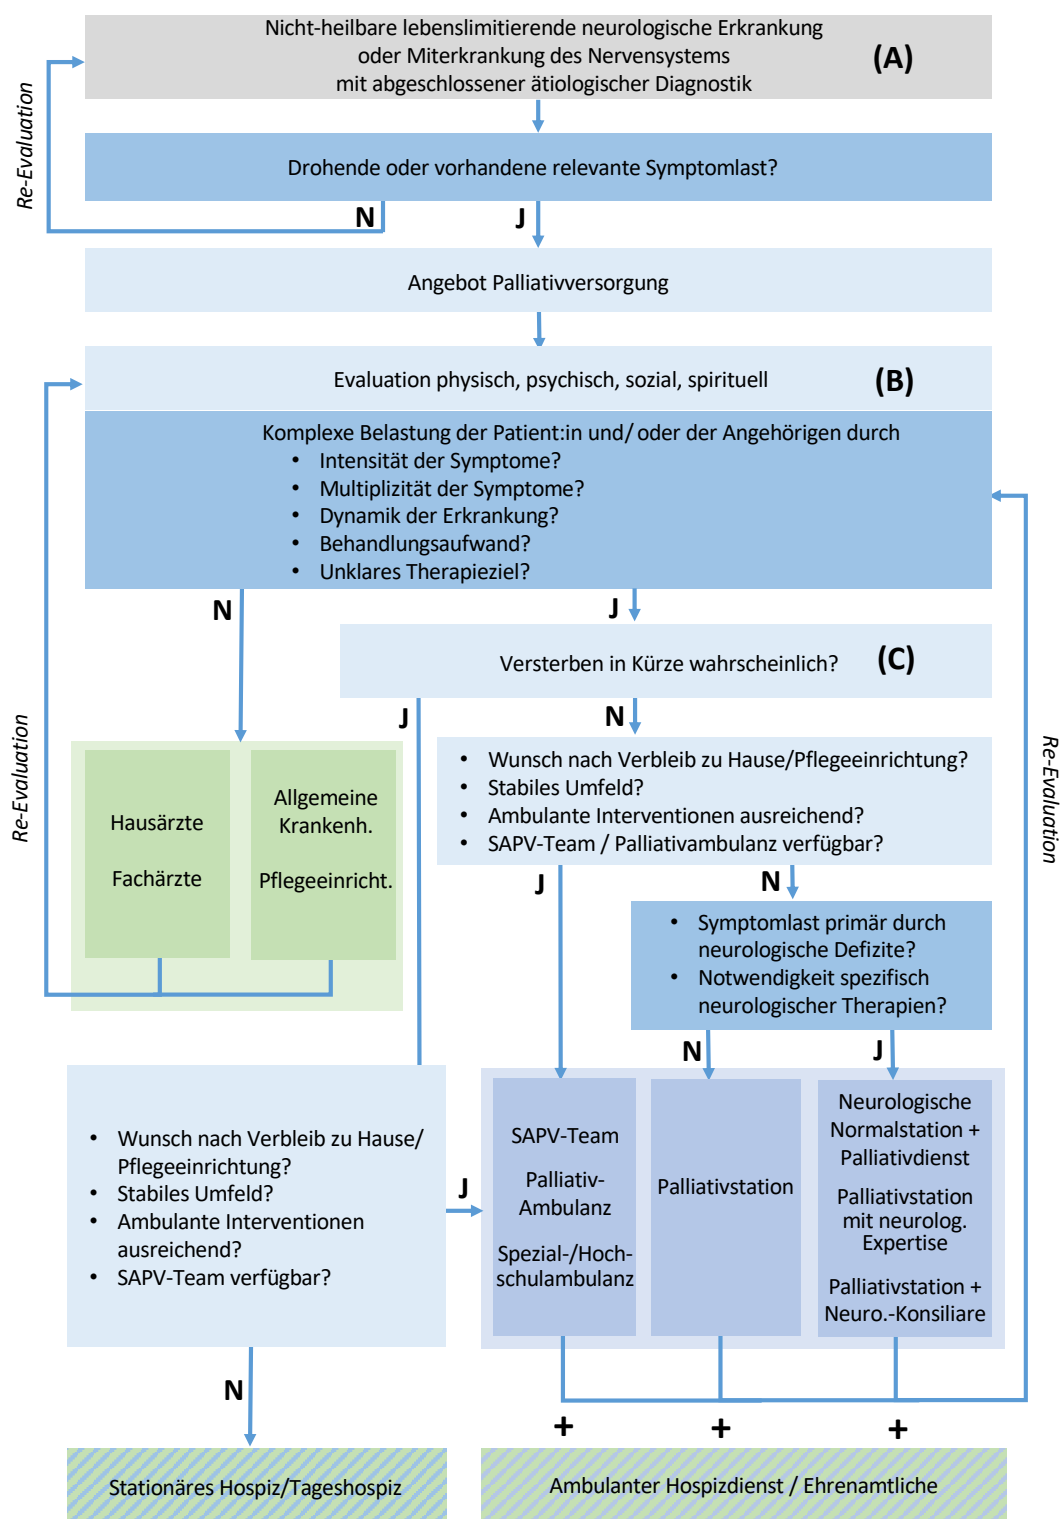 Nicht-heilbare lebenslimitierende neurologische Erkrankung
oder Miterkrankung des Nervensystems
mit abgeschlossener ätiologischer Diagnostik
(A)
Re-Evaluation
Drohende oder vorhandene relevante Symptomlast?
N
J
Angebot Palliativversorgung
Evaluation physisch, psychisch, sozial, spirituell
(B)
Komplexe Belastung der Patient:in und/ oder der Angehörigen durch
• Intensität der Symptome?
• Multiplizität der Symptome?
• Dynamik der Erkrankung?
• Behandlungsaufwand?
• Unklares Therapieziel?
N
J
Versterben in Kürze wahrscheinlich?
(C)
J
N
Re-Evaluation
Re-Evaluation
Hausärzte
Fachärzte
Allgemeine
Krankenh.
Pflegeeinricht.
• Wunsch nach Verbleib zu Hause/Pflegeeinrichtung?
• Stabiles Umfeld?
• Ambulante Interventionen ausreichend?
• SAPV-Team / Palliativambulanz verfügbar?
J
N
• Symptomlast primär durch
neurologische Defizite?
• Notwendigkeit spezifisch
neurologischer Therapien?
N
J
• Wunsch nach Verbleib zu Hause/
Pflegeeinrichtung?
• Stabiles Umfeld?
• Ambulante Interventionen
ausreichend?
• SAPV-Team verfügbar?
J
SAPV-Team
Palliativ-
Ambulanz
Spezial-/Hoch-
schulambulanz
Palliativstation
Neurologische
Normalstation +
Palliativdienst
Palliativstation
mit neurolog.
Expertise
Palliativstation +
Neuro.-Konsiliare
N
+
+
+
Stationäres Hospiz/Tageshospiz
Ambulanter Hospizdienst / Ehrenamtliche